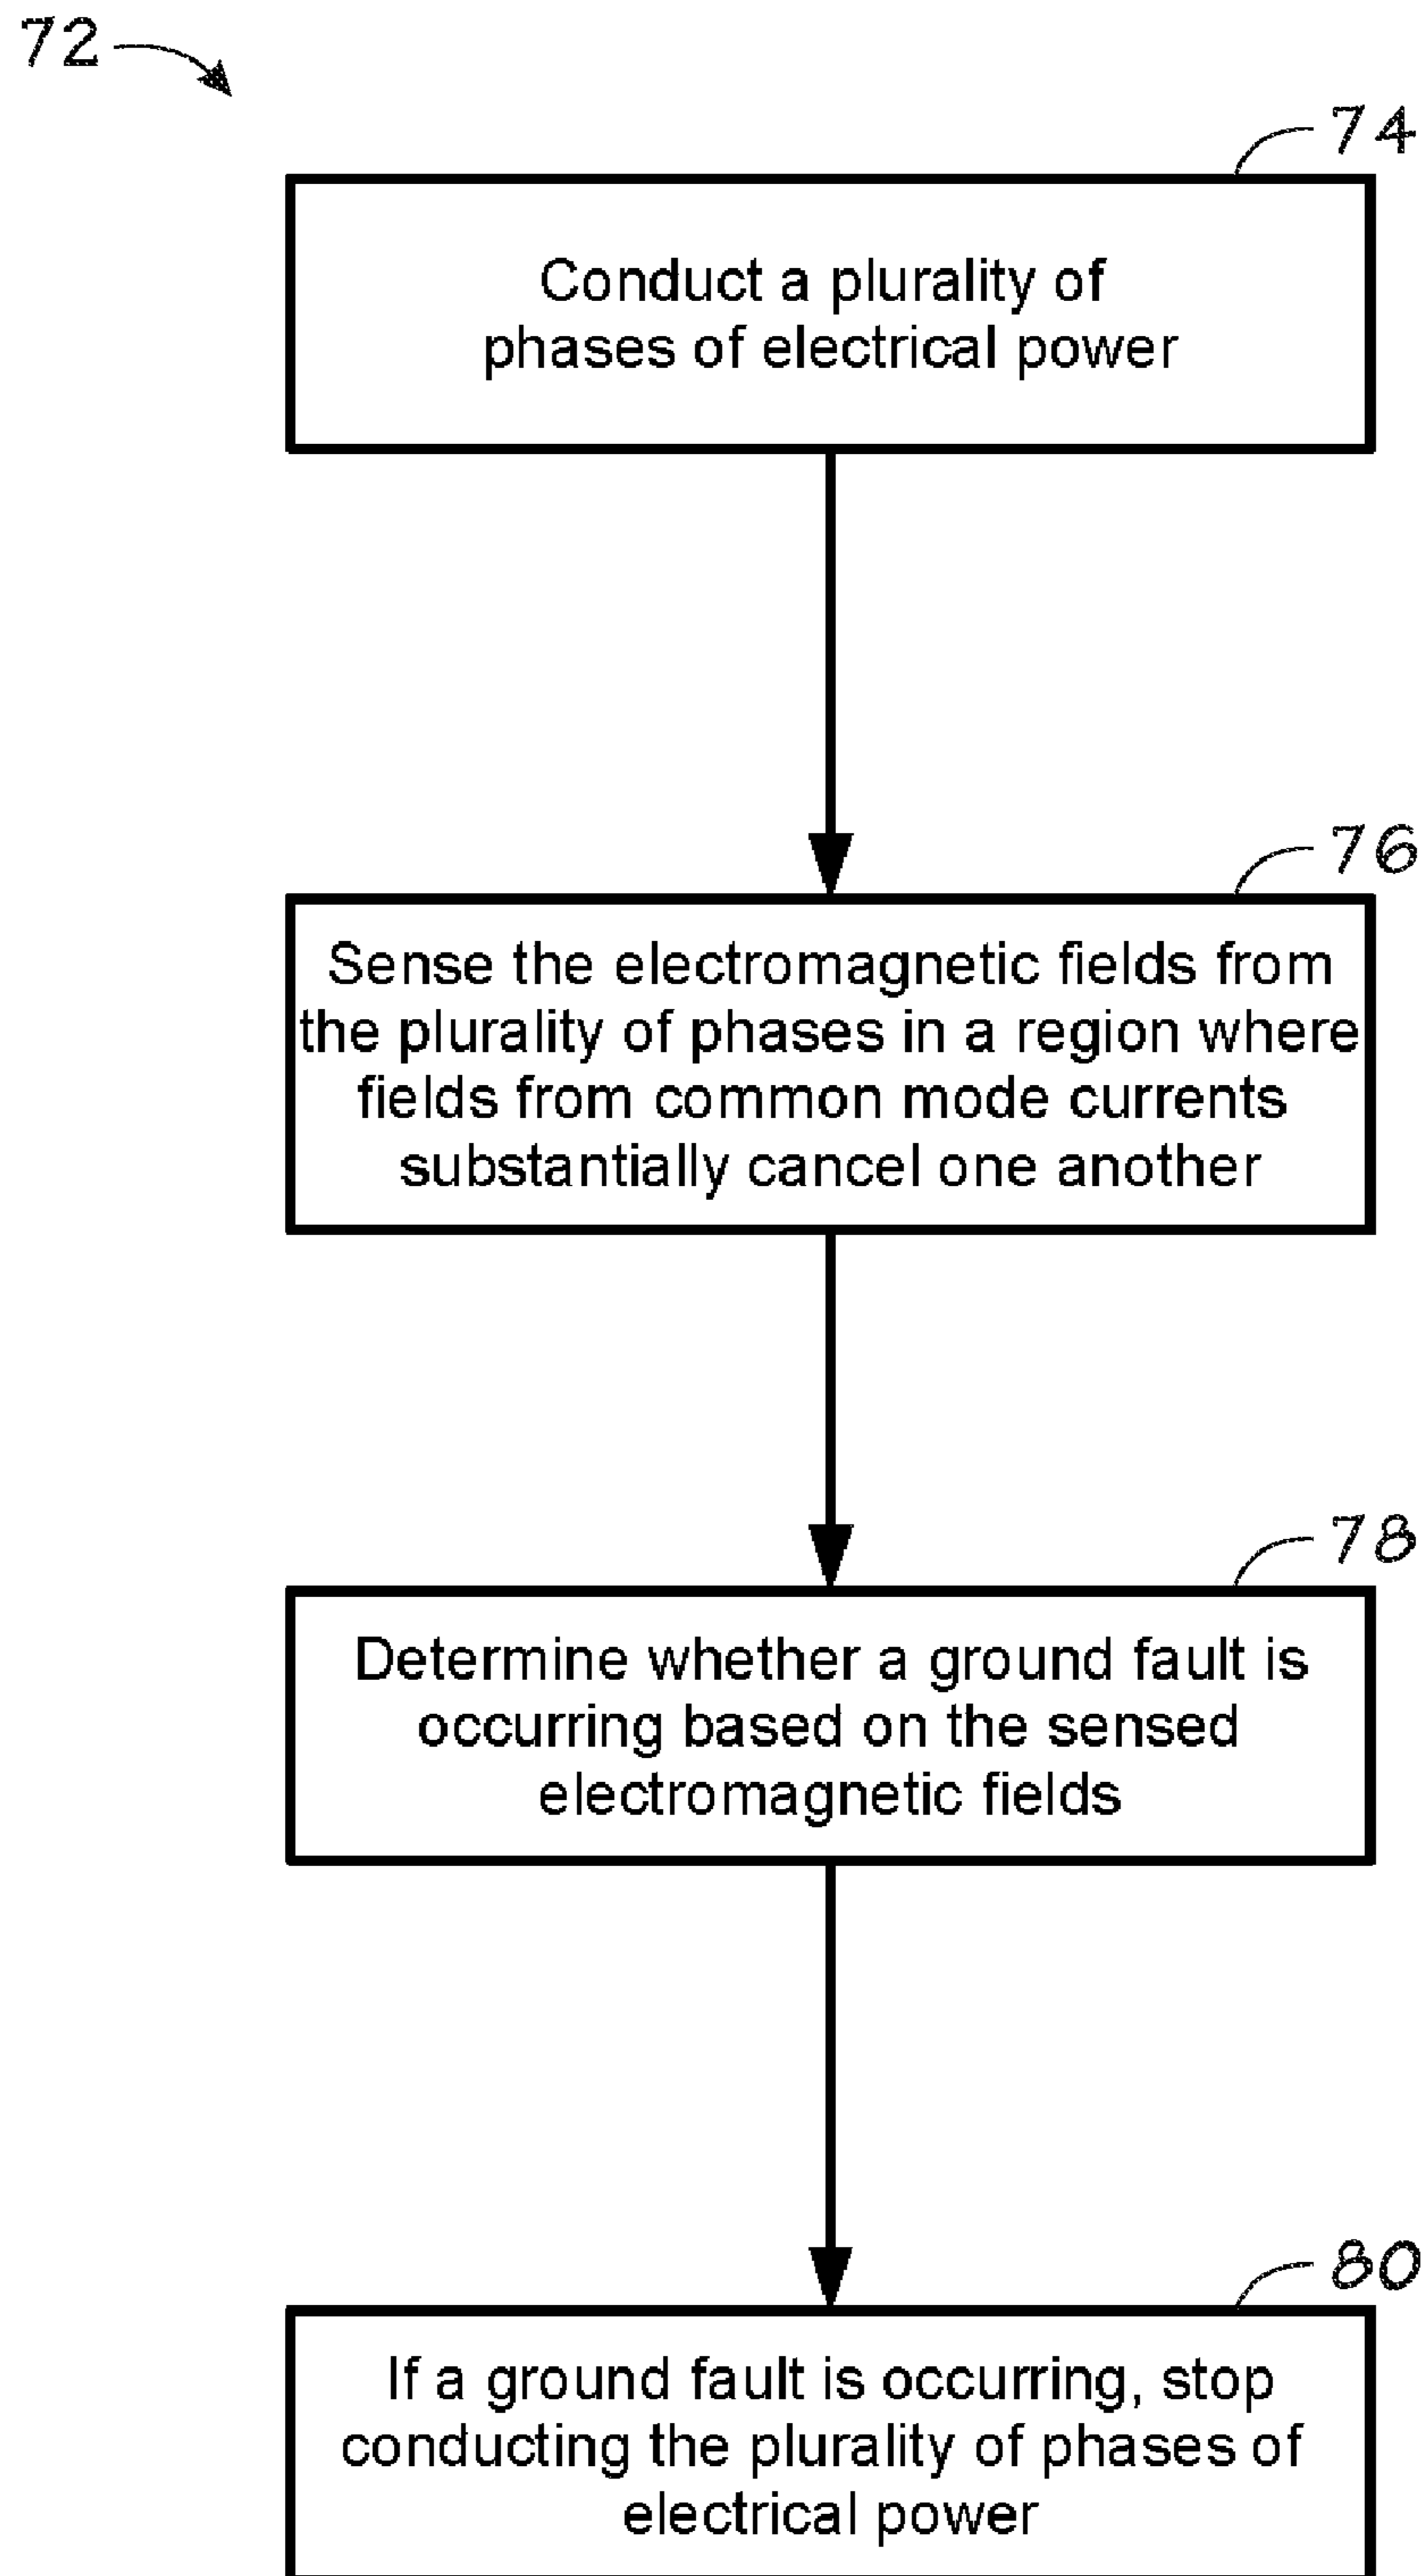 72
74
Conduct a plurality of
phases of electrical power
76
Sense the electromagnetic fields from
the plurality of phases in a region where
fields from common mode currents
substantially cancel one another
78
Determine whether a ground fault is
occurring based on the sensed
electromagnetic fields
80
If a ground fault is occurring, stop
conducting the plurality of phases of
electrical power